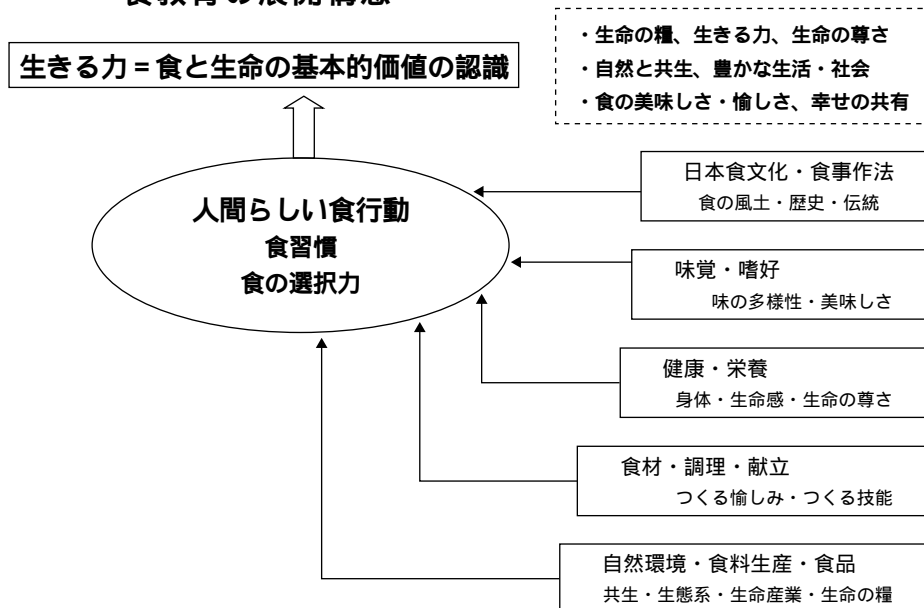 食教育の展開構想
生きる力=食と生命の基本的価値の認識
・生命の糧、生きる力、生命の尊さ
・自然と共生、豊かな生活・社会
・食の美味しさ・愉しさ、幸せの共有
人間らしい食行動
食習慣
食の選択力
日本食文化・食事作法
食の風土・歴史・伝統
味覚・嗜好
味の多様性・美味しさ
健康・栄養
身体・生命感・生命の尊さ
食材・調理・献立
つくる愉しみ・つくる技能
自然環境・食料生産・食品
共生・生態系・生命産業・生命の糧